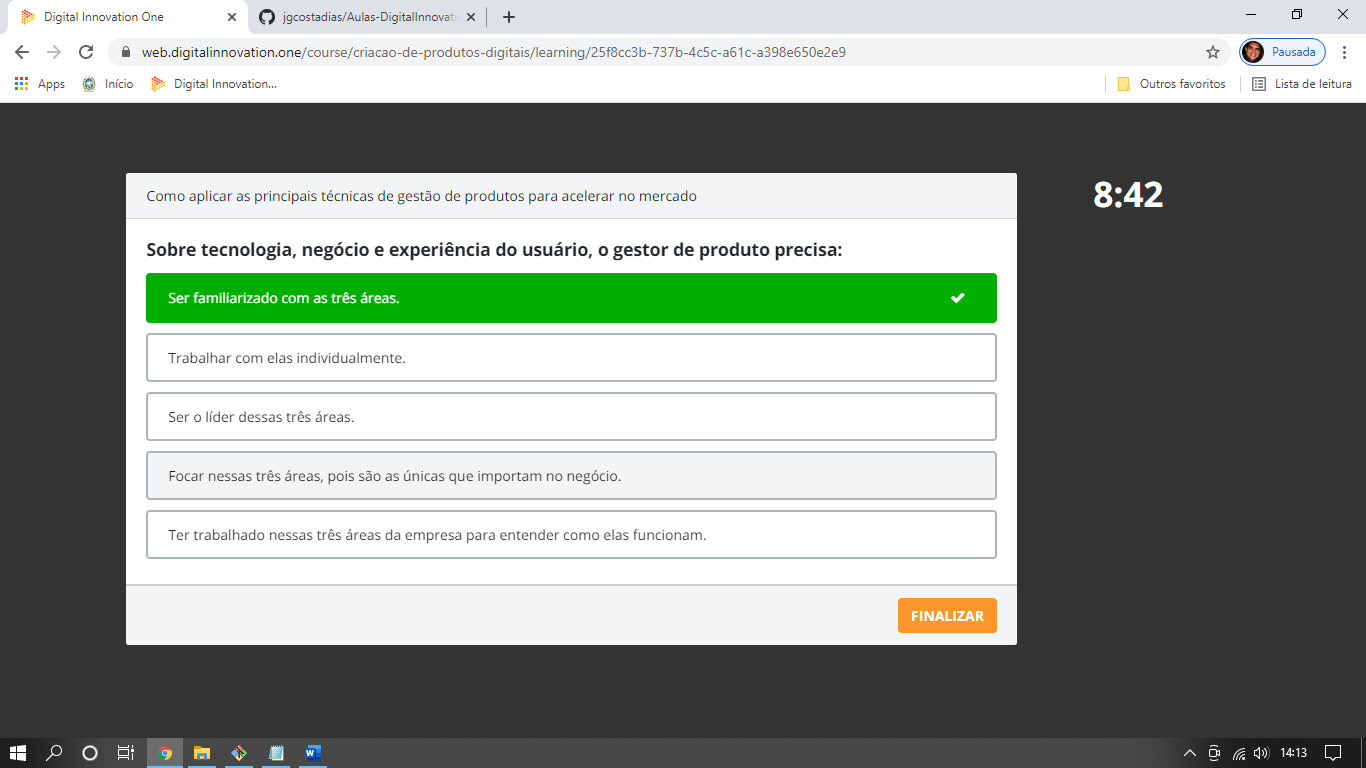 Digital Innovation One
jgcostadias/Aulas-DigitalInnovati
web.digitalinnovation.one/course/criacao-de-produtos-digitais/learning/25f8cc3b-737b-4c5c-a61c-a398e650e2e9
Pausada
Apps
Início
Digital Innovation...
Outros favoritos
Lista de leitura
Como aplicar as principais técnicas de gestão de produtos para acelerar no mercado
8:42
Sobre tecnologia, negócio e experiência do usuário, o gestor de produto precisa:
Ser familiarizado com as três áreas.
Trabalhar com elas individualmente.
Ser o líder dessas três áreas.
Focar nessas três áreas, pois são as únicas que importam no negócio.
Ter trabalhado nessas três áreas da empresa para entender como elas funcionam.
FINALIZAR
14:13